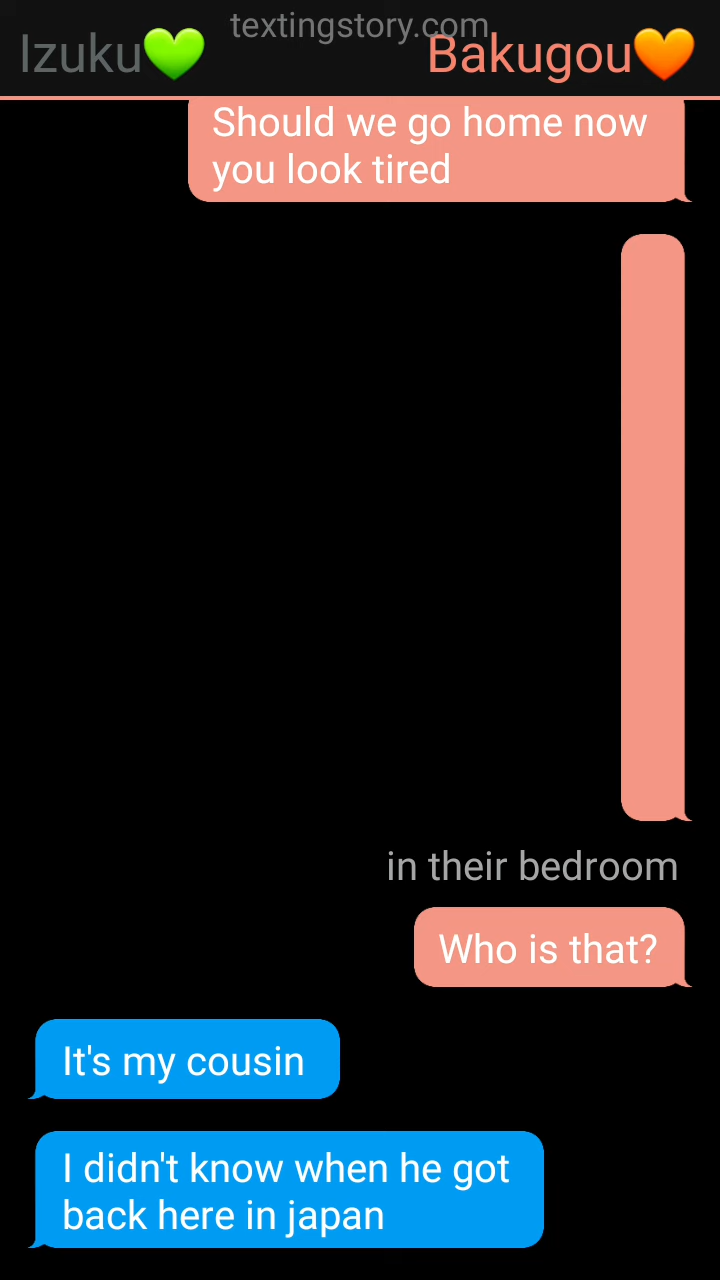 textingstory.com
Izuku💚
Bakugou🧡
Should we go home now
you look tired
in their bedroom
Who is that?
It's my cousin
I didn't know when he got
back here in japan